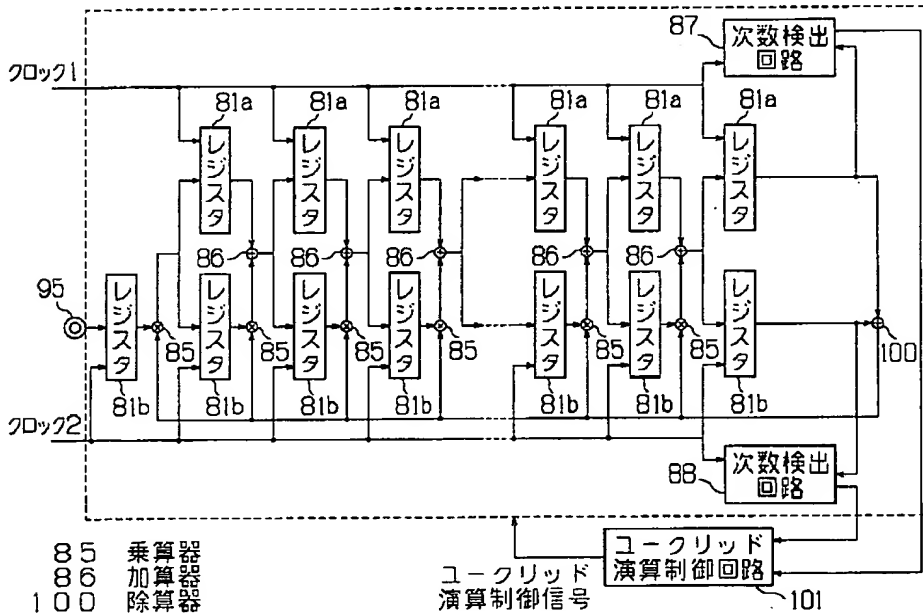 87
次数検出
回路
クロック1
81a
81a
81a
81a
81a
81a
レジスタ
レジスタ
レジスタ
レジスタ
レジスタ
レジスタ
86
86
86
86
86
95
レジスタ
レジスタ
レジスタ
レジスタ
レジスタ
レジスタ
レジスタ
85
85
85
85
85
85
100
81b
81b
81b
81b
81b
81b
81b
クロック2
88
次数検出
回路
85 乗算器
86 加算器
100 除算器
ユークリッド
演算制御信号
ユークリッド
演算制御回路
101